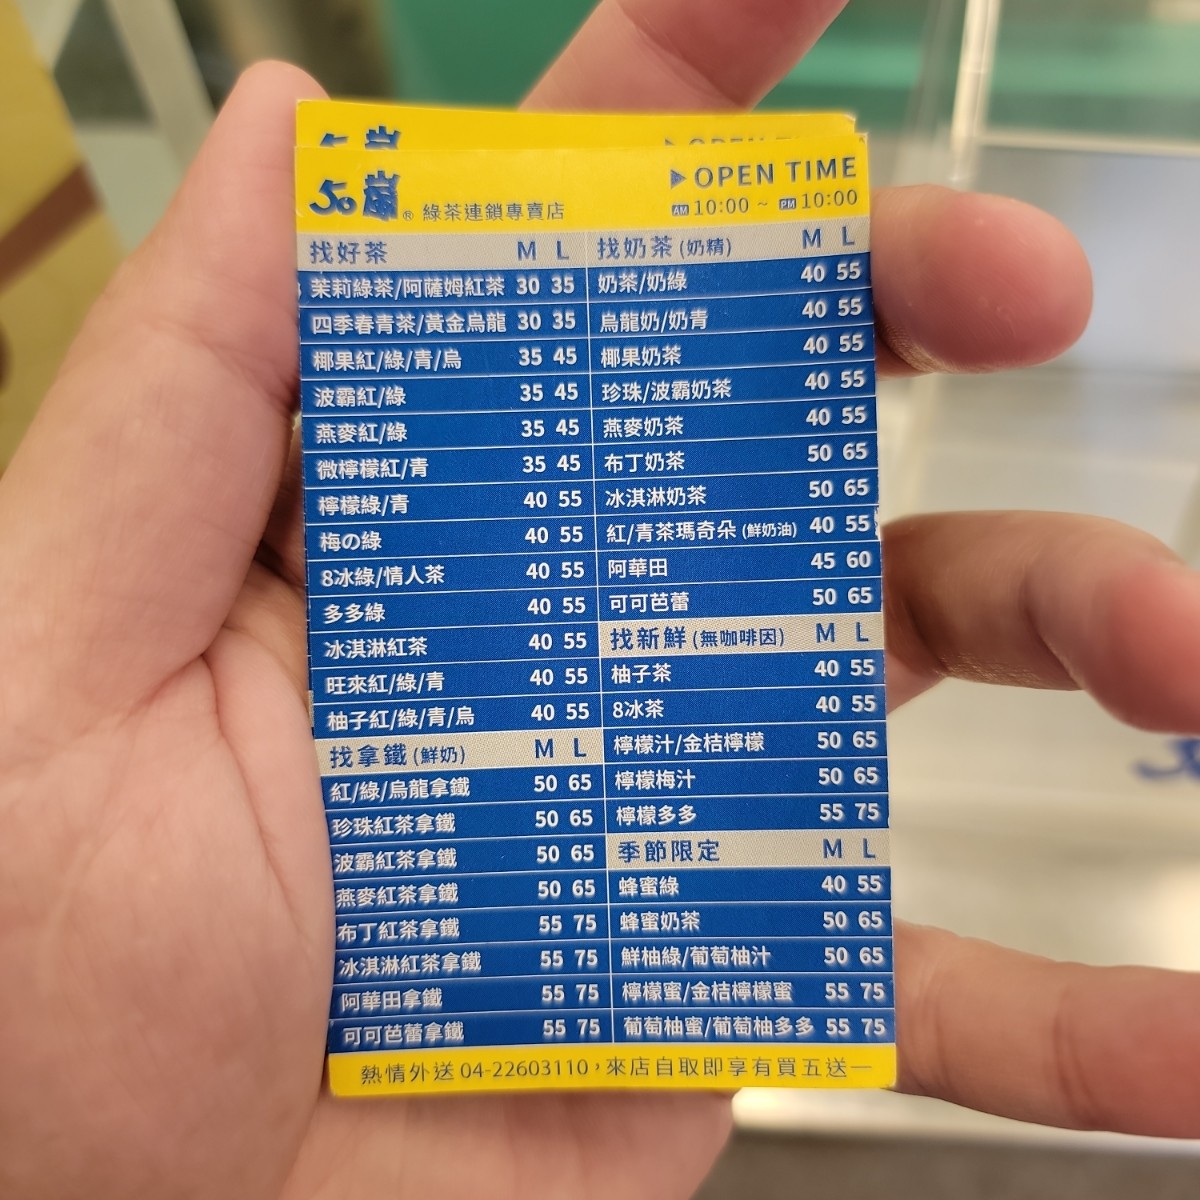 50嵐® 綠茶連鎖專賣店
▶OPEN TIME
AM 10:00 ~ PM 10:00
找好茶 M L
茉莉綠茶/阿薩姆紅茶 30 35
四季春青茶/黃金烏龍 30 35
椰果紅/綠/青/烏 35 45
波霸紅/綠 35 45
燕麥紅/綠 35 45
微檸檬紅/青 35 45
檸檬綠/青 40 55
梅の綠 40 55
8冰綠/情人茶 40 55
多多綠 40 55
冰淇淋紅茶 40 55
旺來紅/綠/青 40 55
柚子紅/綠/青/烏 40 55
找拿鐵 (鮮奶) M L
紅/綠/烏龍拿鐵 50 65
珍珠紅茶拿鐵 50 65
波霸紅茶拿鐵 50 65
燕麥紅茶拿鐵 50 65
布丁紅茶拿鐵 55 75
冰淇淋紅茶拿鐵 55 75
阿華田拿鐵 55 75
可可芭蕾拿鐵 55 75
找奶茶 (奶精) M L
奶茶/奶綠 40 55
烏龍奶/奶青 40 55
椰果奶茶 40 55
珍珠/波霸奶茶 40 55
燕麥奶茶 40 55
布丁奶茶 50 65
冰淇淋奶茶 50 65
紅/青茶瑪奇朵 (鮮奶油) 40 55
阿華田 45 60
可可芭蕾 50 65
找新鮮 (無咖啡因) M L
柚子茶 40 55
8冰茶 40 55
檸檬汁/金桔檸檬 50 65
檸檬梅汁 50 65
檸檬多多 55 75
季節限定 M L
蜂蜜綠 40 55
蜂蜜奶茶 50 65
鮮柚綠/葡萄柚汁 50 65
檸檬蜜/金桔檸檬蜜 55 75
葡萄柚蜜/葡萄柚多多 55 75
熱情外送 04-22603110，來店自取即享有買五送一